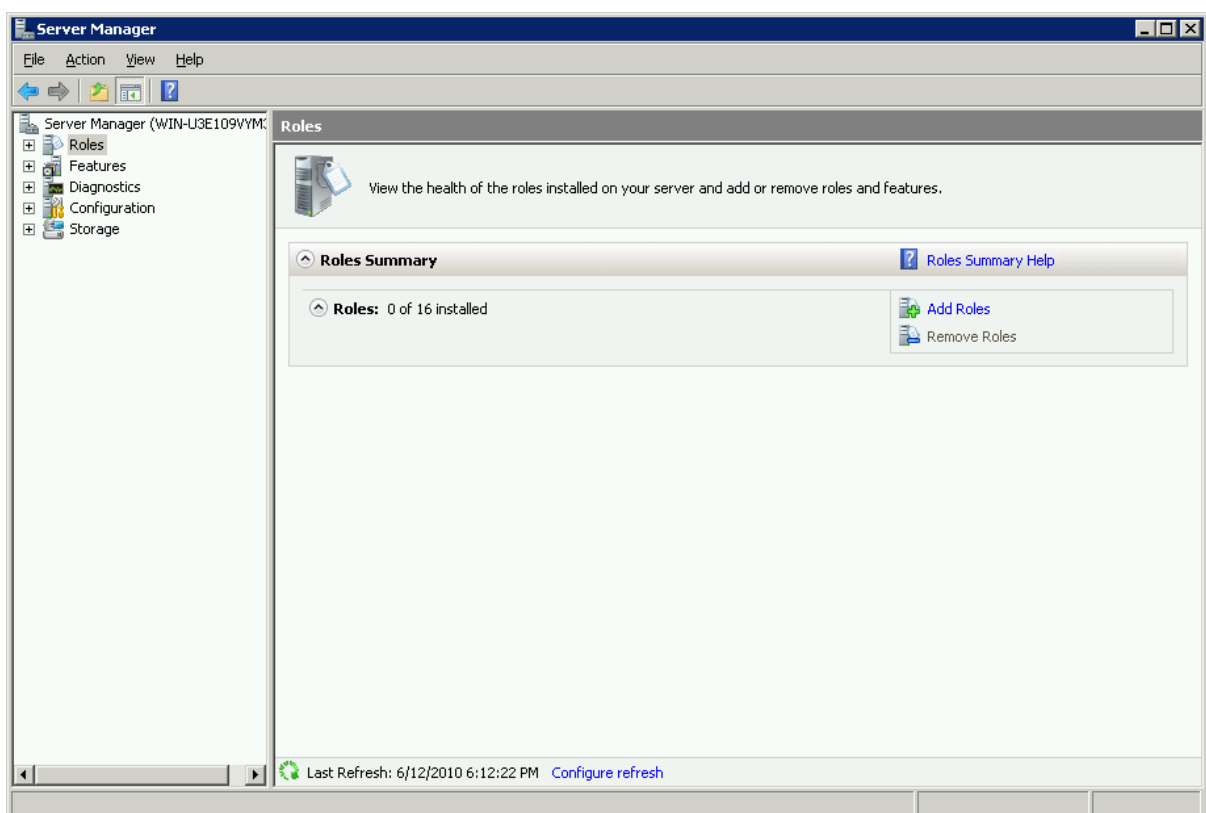 Server Manager
File Action View Help
Server Manager (WIN-U3E109VYM
Roles
Features
Diagnostics
Configuration
Storage
Roles
View the health of the roles installed on your server and add or remove roles and features.
Roles Summary
Roles Summary Help
Roles: 0 of 16 installed
Add Roles
Remove Roles
Last Refresh: 6/12/2010 6:12:22 PM Configure refresh